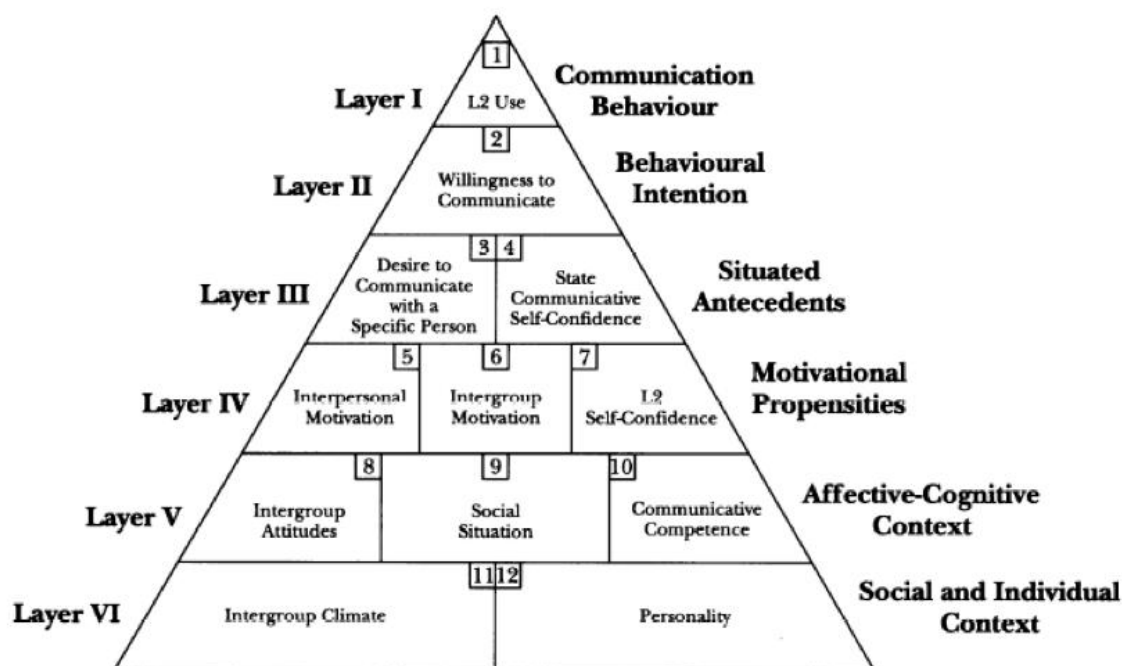 1
Layer I
L2 Use
Communication
Behaviour
2
Layer II
Willingness to
Communicate
Behavioural
Intention
3 4
Layer III
Desire to
Communicate
with a
Specific Person
State
Communicative
Self-Confidence
Situated
Antecedents
5 6 7
Layer IV
Interpersonal
Motivation
Intergroup
Motivation
L2
Self-Confidence
Motivational
Propensities
8 9 10
Layer V
Intergroup
Attitudes
Social
Situation
Communicative
Competence
Affective-Cognitive
Context
11 12
Layer VI
Intergroup Climate
Personality
Social and Individual
Context